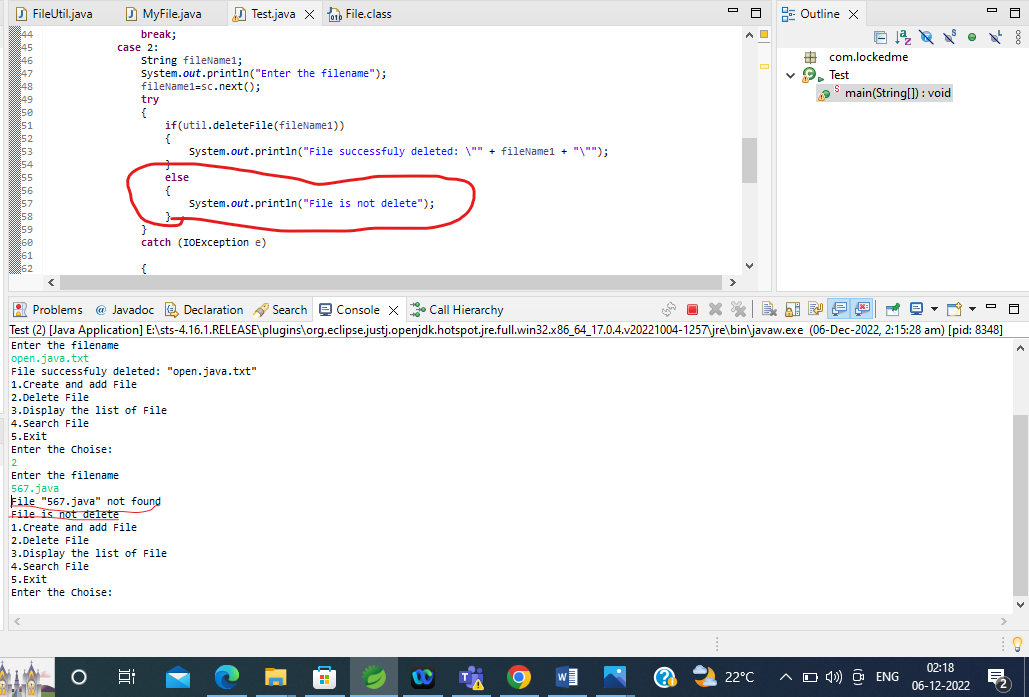 FileUtil.java MyFile.java Test.java File.class
44 break;
45 case 2:
46 String fileName1;
47 System.out.println("Enter the filename");
48 fileName1=sc.next();
49 try
50 {
51 if(util.deleteFile(fileName1))
52 {
53 System.out.println("File successfuly deleted: \"" + fileName1 + "\"");
54 }
55 else
56 {
57 System.out.println("File is not delete");
58 }
59 }
60 catch (IOException e)
61
62 {
Outline
com.lockedme
Test
main(String[]) : void
Problems @ Javadoc Declaration Search Console Call Hierarchy
Test (2) [Java Application] E:\sts-4.16.1.RELEASE\plugins\org.eclipse.justj.openjdk.hotspot.jre.full.win32.x86_64_17.0.4.v20221004-1257\jre\bin\javaw.exe (06-Dec-2022, 2:15:28 am) [pid: 8348]
Enter the filename
open.java.txt
File successfuly deleted: "open.java.txt"
1.Create and add File
2.Delete File
3.Display the list of File
4.Search File
5.Exit
Enter the Choise:
2
Enter the filename
567.java
File "567.java" not found
File is not delete
1.Create and add File
2.Delete File
3.Display the list of File
4.Search File
5.Exit
Enter the Choise:
22°C ENG 02:18
06-12-2022
2